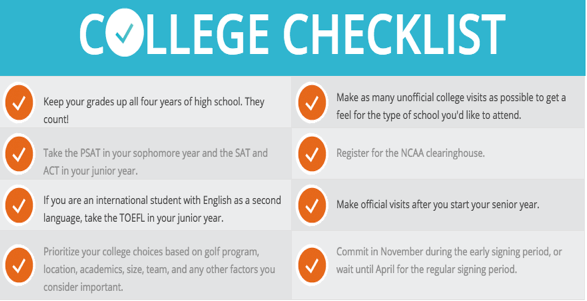 COLLEGE CHECKLIST
Keep your grades up all four years of high school. They
count!
Take the PSAT in your sophomore year and the SAT and
ACT in your junior year.
If you are an international student with English as a second
language, take the TOEFL in your junior year.
Prioritize your college choices based on golf program,
location, academics, size, team, and any other factors you
consider important.
Make as many unofficial college visits as possible to get a
feel for the type of school you'd like to attend.
Register for the NCAA clearinghouse.
Make official visits after you start your senior year.
Commit in November during the early signing period, or
wait until April for the regular signing period.